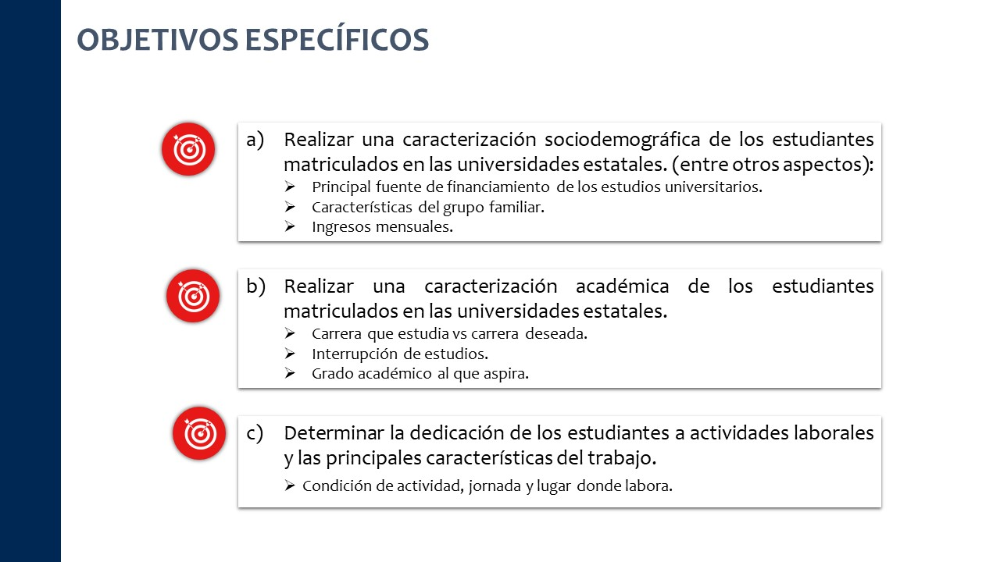 OBJETIVOS ESPECÍFICOS
a) Realizar una caracterización sociodemográfica de los estudiantes
matriculados en las universidades estatales. (entre otros aspectos):
➢ Principal fuente de financiamiento de los estudios universitarios.
➢ Características del grupo familiar.
➢ Ingresos mensuales.
b) Realizar una caracterización académica de los estudiantes
matriculados en las universidades estatales.
➢ Carrera que estudia vs carrera deseada.
➢ Interrupción de estudios.
➢ Grado académico al que aspira.
c) Determinar la dedicación de los estudiantes a actividades laborales
y las principales características del trabajo.
➢ Condición de actividad, jornada y lugar donde labora.